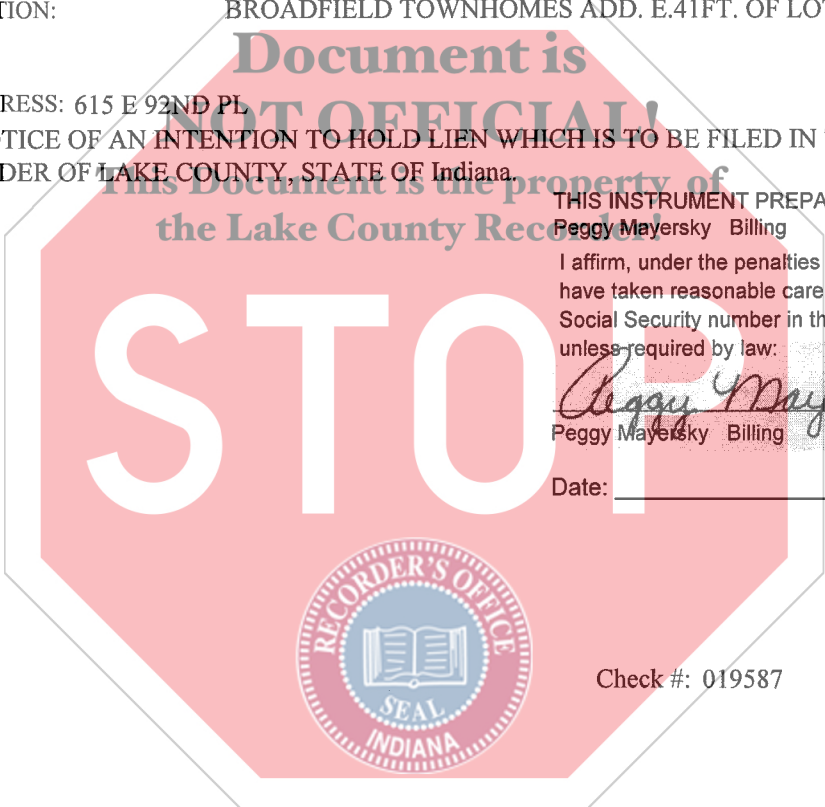 TION: BROADFIELD TOWNHOMES ADD. E.41FT. OF LO
Document is
RESS: 615 E 92ND PL
NOT OFFICIAL!
TICE OF AN INTENTION TO HOLD LIEN WHICH IS TO BE FILED IN
DER OF LAKE COUNTY, STATE OF Indiana.
This Document is the property of
the Lake County Recorder!
THIS INSTRUMENT PREPA
Peggy Mayersky Billing
I affirm, under the penalties
have taken reasonable care
Social Security number in th
unless required by law:
Peggy May
Peggy Mayersky Billing
Date:
STOP
RECORDER'S OFFICE
SEAL
INDIANA
Check #: 019587